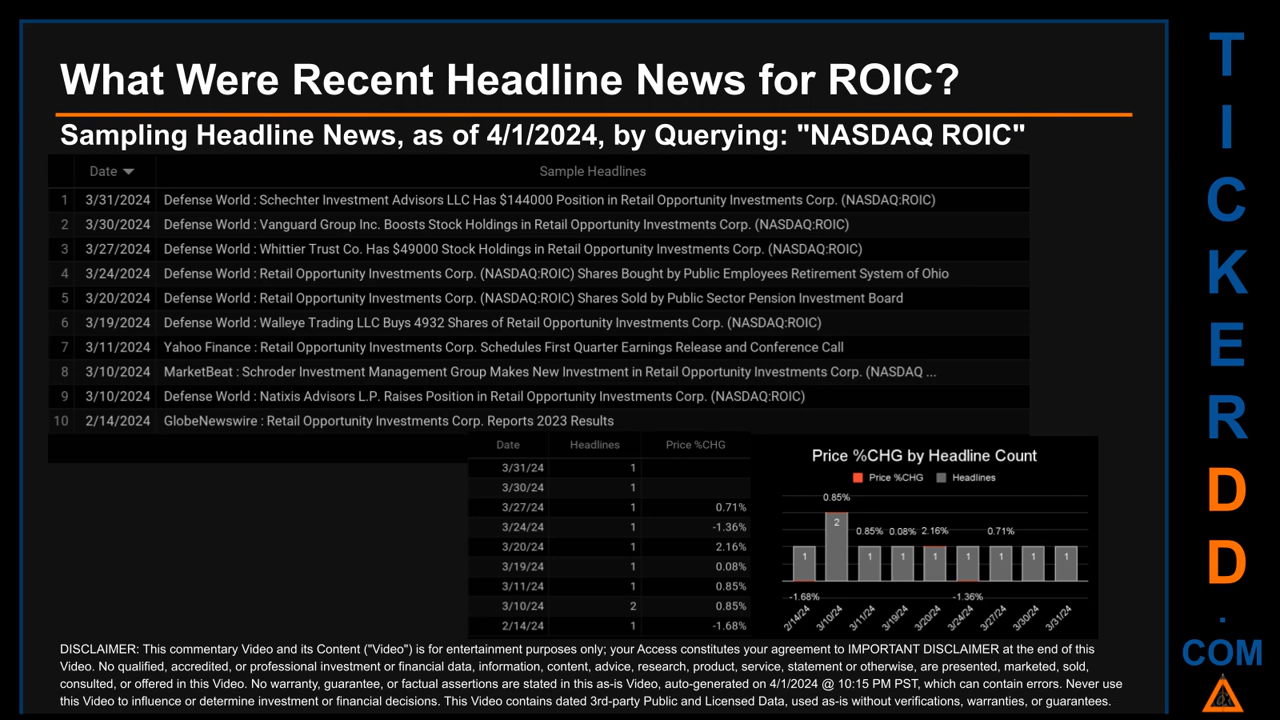 What Were Recent Headline News for ROIC?
Sampling Headline News, as of 4/1/2024, by Querying: "NASDAQ ROIC"
Date Sample Headlines
1 3/31/2024 Defense World : Schechter Investment Advisors LLC Has $144000 Position in Retail Opportunity Investments Corp. (NASDAQ:ROIC)
2 3/30/2024 Defense World : Vanguard Group Inc. Boosts Stock Holdings in Retail Opportunity Investments Corp. (NASDAQ:ROIC)
3 3/27/2024 Defense World : Whittier Trust Co. Has $49000 Stock Holdings in Retail Opportunity Investments Corp. (NASDAQ:ROIC)
4 3/24/2024 Defense World : Retail Opportunity Investments Corp. (NASDAQ:ROIC) Shares Bought by Public Employees Retirement System of Ohio
5 3/20/2024 Defense World : Retail Opportunity Investments Corp. (NASDAQ:ROIC) Shares Sold by Public Sector Pension Investment Board
6 3/19/2024 Defense World : Walleye Trading LLC Buys 4932 Shares of Retail Opportunity Investments Corp. (NASDAQ:ROIC)
7 3/11/2024 Yahoo Finance : Retail Opportunity Investments Corp. Schedules First Quarter Earnings Release and Conference Call
8 3/10/2024 MarketBeat : Schroder Investment Management Group Makes New Investment in Retail Opportunity Investments Corp. (NASDAQ ...
9 3/10/2024 Defense World : Natixis Advisors L.P. Raises Position in Retail Opportunity Investments Corp. (NASDAQ:ROIC)
10 2/14/2024 GlobeNewswire : Retail Opportunity Investments Corp. Reports 2023 Results
Date Headlines Price %CHG
3/31/24 1
3/30/24 1
3/27/24 1 0.71%
3/24/24 1 -1.36%
3/20/24 1 2.16%
3/19/24 1 0.08%
3/11/24 1 0.85%
3/10/24 2 0.85%
2/14/24 1 -1.68%
Price %CHG by Headline Count
Price %CHG Headlines
0.85%
0.85% 0.08% 2.16% 0.71%
1 2 1 1 1 1 1 1 1
-1.68% -1.36%
2/14/24 3/10/24 3/11/24 3/19/24 3/20/24 3/24/24 3/27/24 3/30/24 3/31/24
DISCLAIMER: This commentary Video and its Content ("Video") is for entertainment purposes only; your Access constitutes your agreement to IMPORTANT DISCLAIMER at the end of this
Video. No qualified, accredited, or professional investment or financial data, information, content, advice, research, product, service, statement or otherwise, are presented, marketed, sold,
consulted, or offered in this Video. No warranty, guarantee, or factual assertions are stated in this as-is Video, auto-generated on 4/1/2024 @ 10:15 PM PST, which can contain errors. Never use
this Video to influence or determine investment or financial decisions. This Video contains dated 3rd-party Public and Licensed Data, used as-is without verifications, warranties, or guarantees.
T
I
C
K
E
R
D
D
.
COM